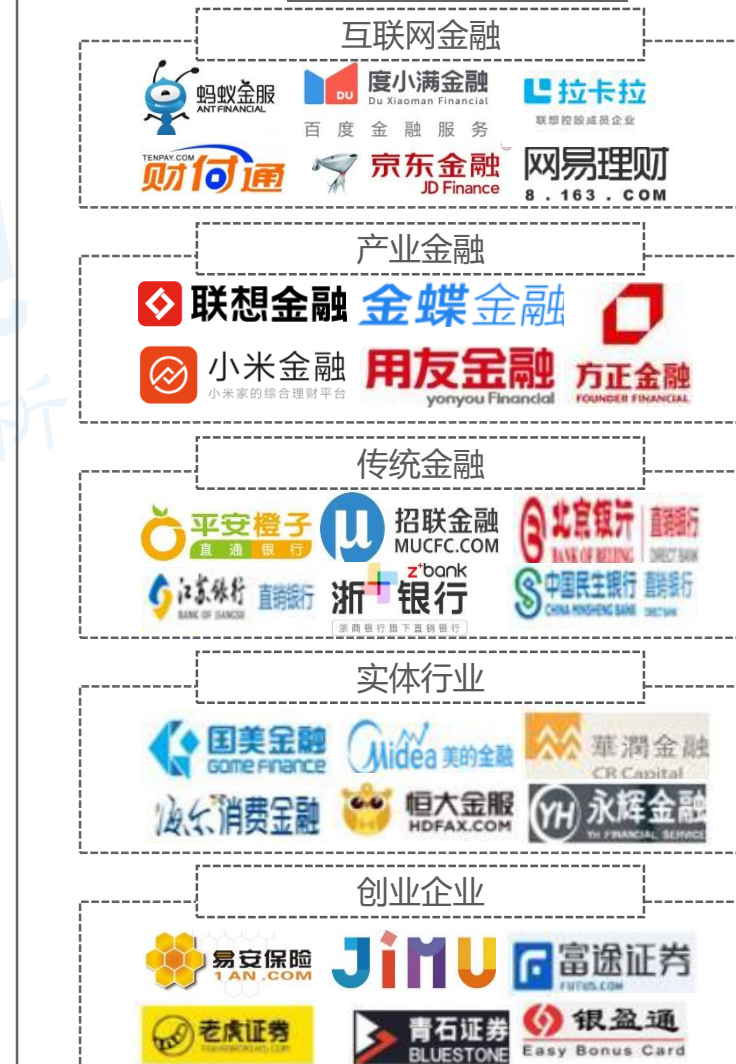 互联网金融
蚂蚁金服
ANT FINANCIAL
DU
度小满金融
Du Xiaoman Financial
百度金融服务
拉卡拉
联想控股成员企业
TENPAY.COM
财付通
京东金融
JD Finance
网易理财
8.163.COM
产业金融
联想金融
金蝶金融
小米金融
小米家的综合理财平台
用友金融
yonyou Financial
方正金融
FOUNDER FINANCIAL
传统金融
平安橙子
直通银行
μ
招联金融
MUCFC.COM
北京银行
BANK OF BEIJING
直销银行
DIRECT BANK
江苏银行
BANK OF JIANGSU
直销银行
z+bank
浙+银行
浙商银行旗下直销银行
中国民生银行
CHINA MINSHENG BANK
直销银行
DIRECT BANK
实体行业
国美金融
GOME FINANCE
Midea 美的金融
華潤金融
CR Capital
海尔消费金融
恒大金服
HDFAX.COM
YH
永辉金融
YH FINANCIAL SERVICE
创业企业
易安保险
1AN.COM
JiMU
富途证券
FUTU5.COM
老虎证券
青石证券
BLUESTONE
银盈通
Easy Bonus Card
析